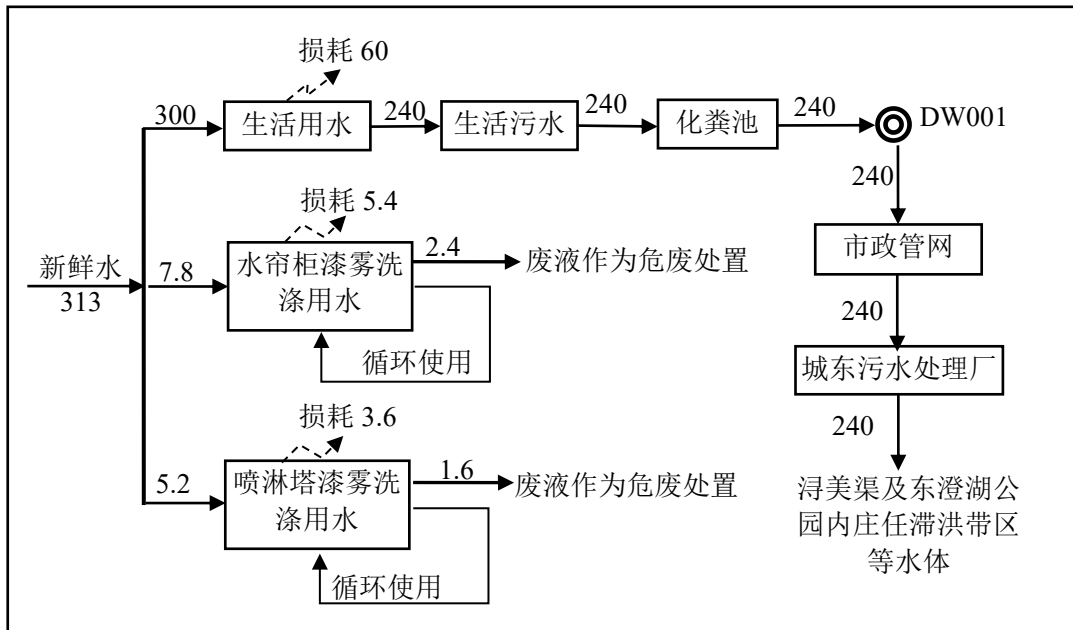 损耗 60
300
生活用水
240
生活污水
240
化粪池
240
DW001
240
市政管网
240
城东污水处理厂
240
浔美渠及东澄湖公
园内庄任滞洪带区
等水体
新鲜水
313
损耗 5.4
7.8
水帘柜漆雾洗
涤用水
2.4
废液作为危废处置
循环使用
损耗 3.6
5.2
喷淋塔漆雾洗
涤用水
1.6
废液作为危废处置
循环使用